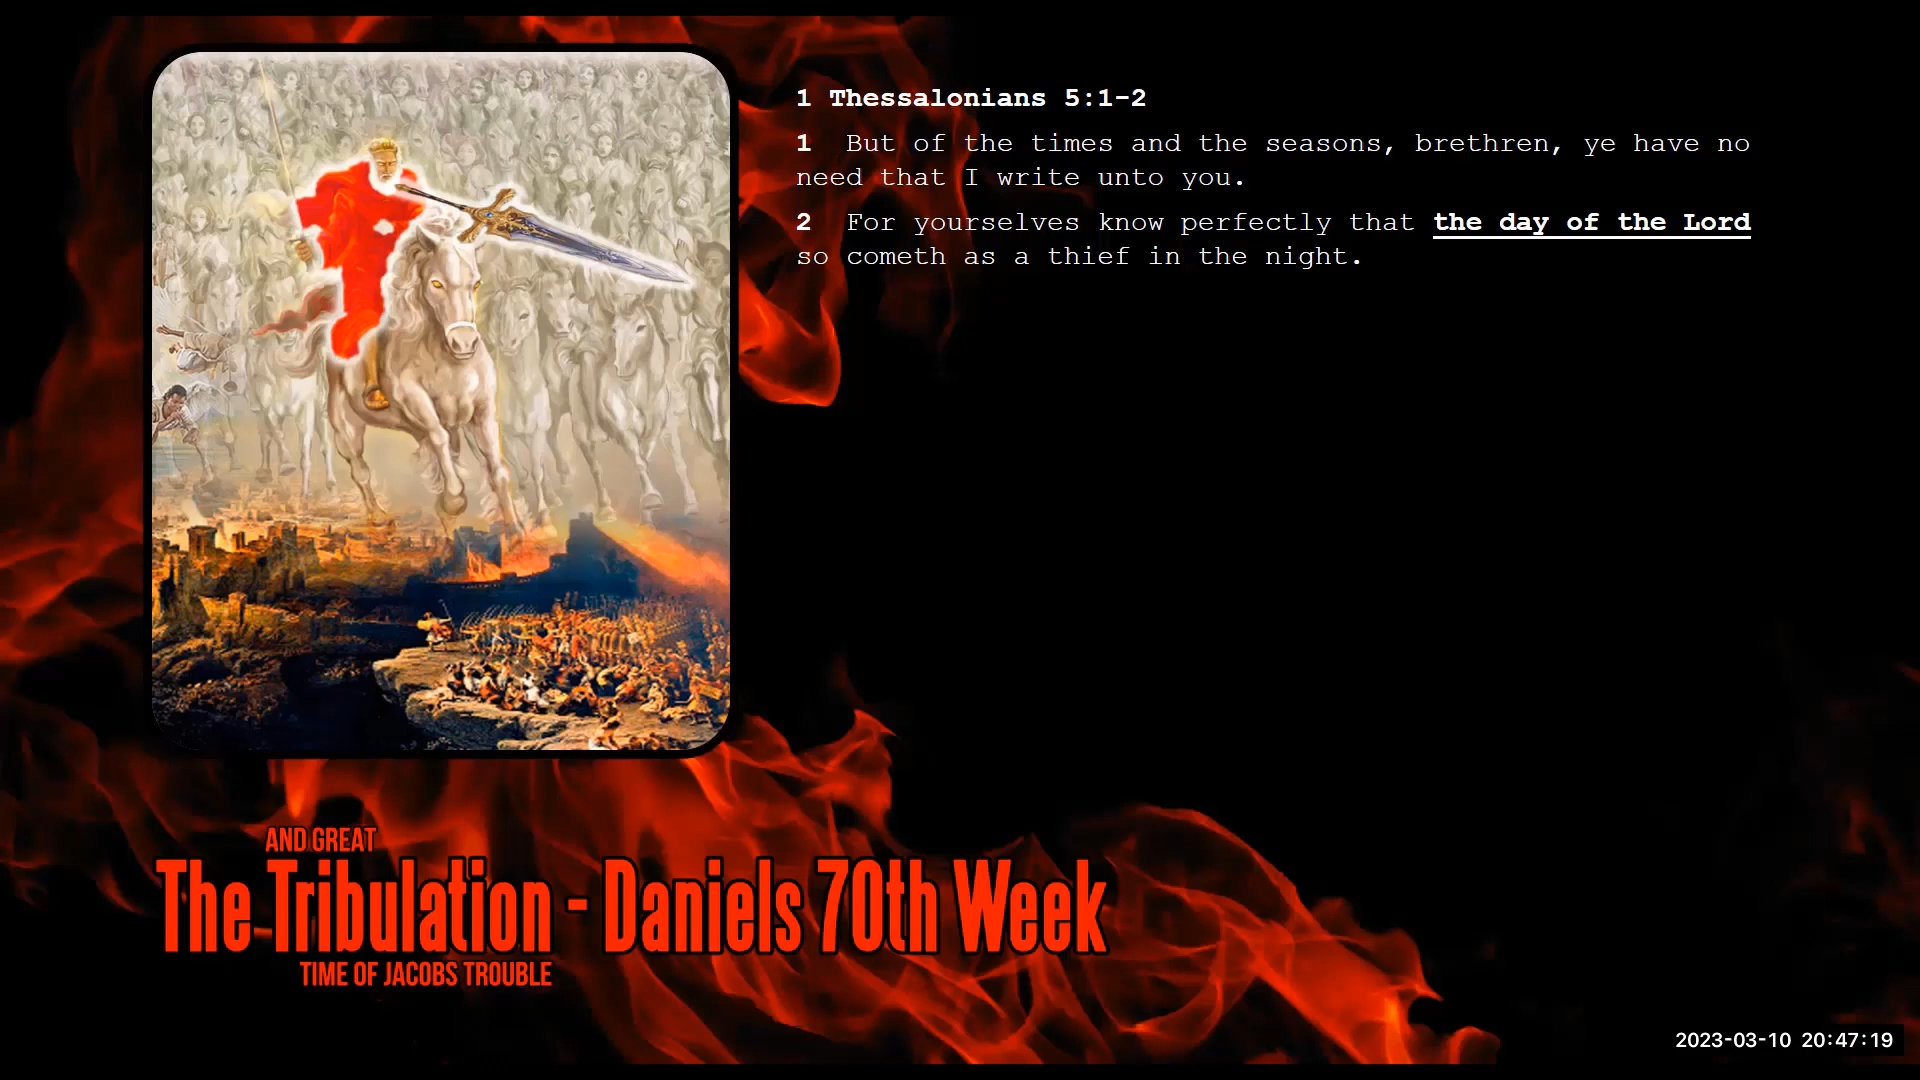 1 Thessalonians 5:1-2
1 But of the times and the seasons, brethren, ye have no
need that I write unto you.
2 For yourselves know perfectly that the day of the Lord
so cometh as a thief in the night.
AND GREAT
The Tribulation - Daniels 70th Week
TIME OF JACOBS TROUBLE
2023-03-10 20:47:19